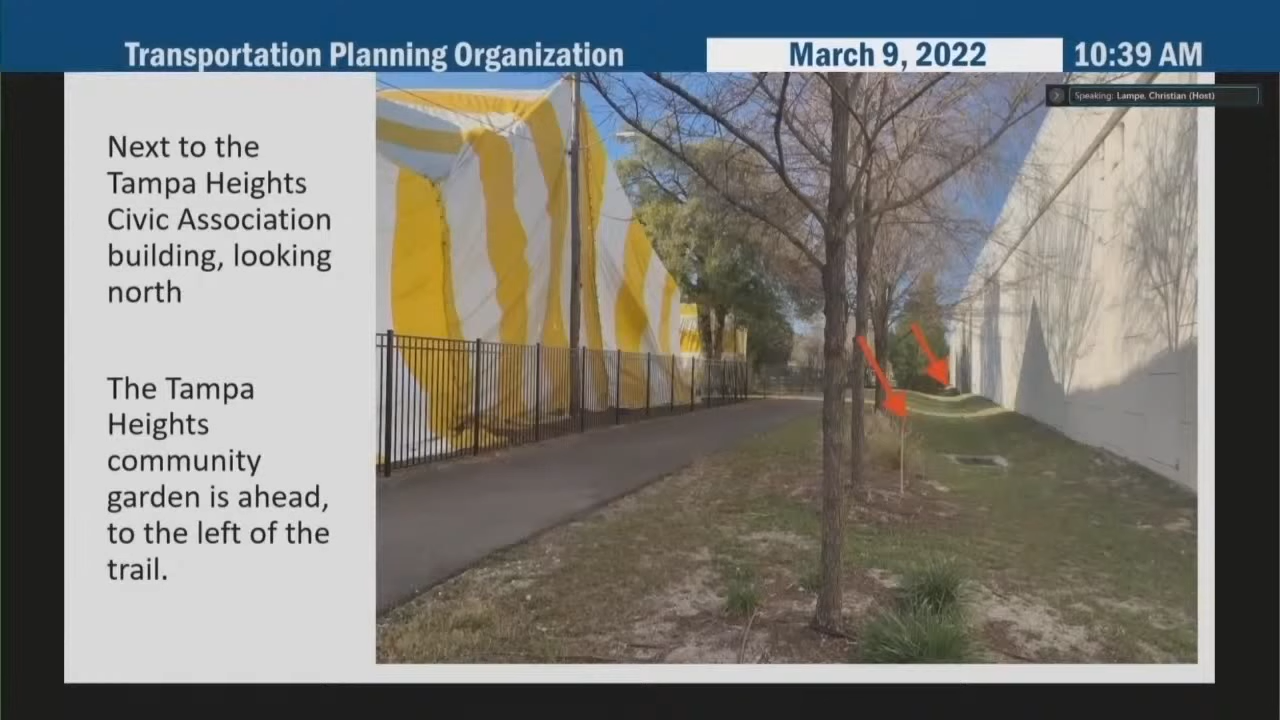 Transportation Planning Organization
March 9, 2022
10:39 AM
Speaking: Lampe, Christian (Host)
Next to the
Tampa Heights
Civic Association
building, looking
north
The Tampa
Heights
community
garden is ahead,
to the left of the
trail.